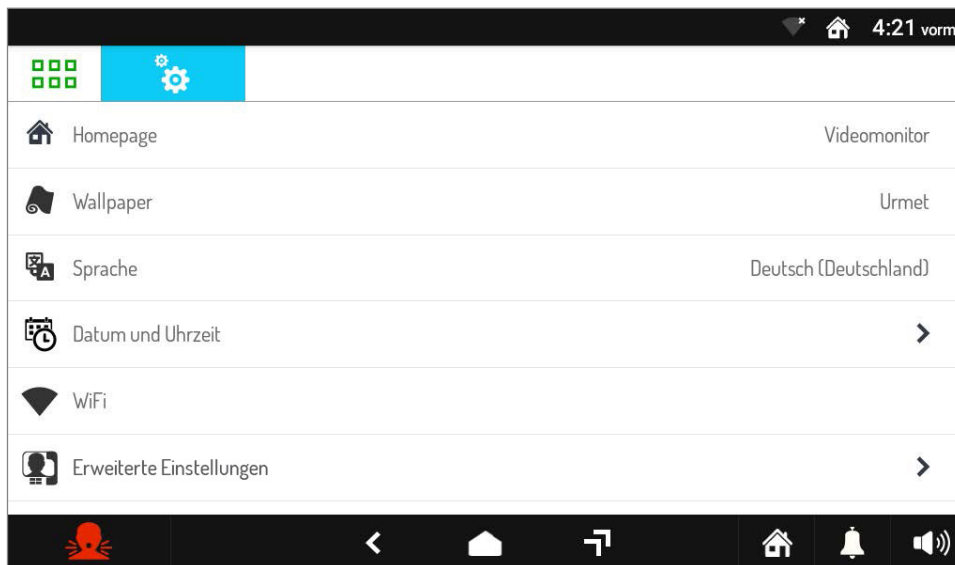 4:21 vorm
Homepage Videomonitor
Wallpaper Urmet
Sprache Deutsch (Deutschland)
Datum und Uhrzeit
WiFi
Erweiterte Einstellungen